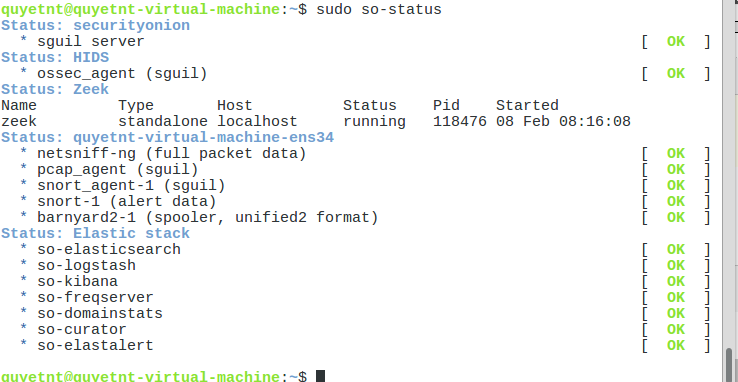 quyetnt@quyetnt-virtual-machine:~$ sudo so-status
Status: securityonion
  * sguil server                                                       [  OK  ]
Status: HIDS
  * ossec_agent (sguil)                                                [  OK  ]
Status: Zeek
Name         Type       Host          Status    Pid    Started
zeek         standalone localhost     running   118476 08 Feb 08:16:08
Status: quyetnt-virtual-machine-ens34
  * netsniff-ng (full packet data)                                     [  OK  ]
  * pcap_agent (sguil)                                                 [  OK  ]
  * snort_agent-1 (sguil)                                              [  OK  ]
  * snort-1 (alert data)                                               [  OK  ]
  * barnyard2-1 (spooler, unified2 format)                             [  OK  ]
Status: Elastic stack
  * so-elasticsearch                                                   [  OK  ]
  * so-logstash                                                        [  OK  ]
  * so-kibana                                                          [  OK  ]
  * so-freqserver                                                      [  OK  ]
  * so-domainstats                                                     [  OK  ]
  * so-curator                                                         [  OK  ]
  * so-elastalert                                                      [  OK  ]
quyetnt@quyetnt-virtual-machine:~$